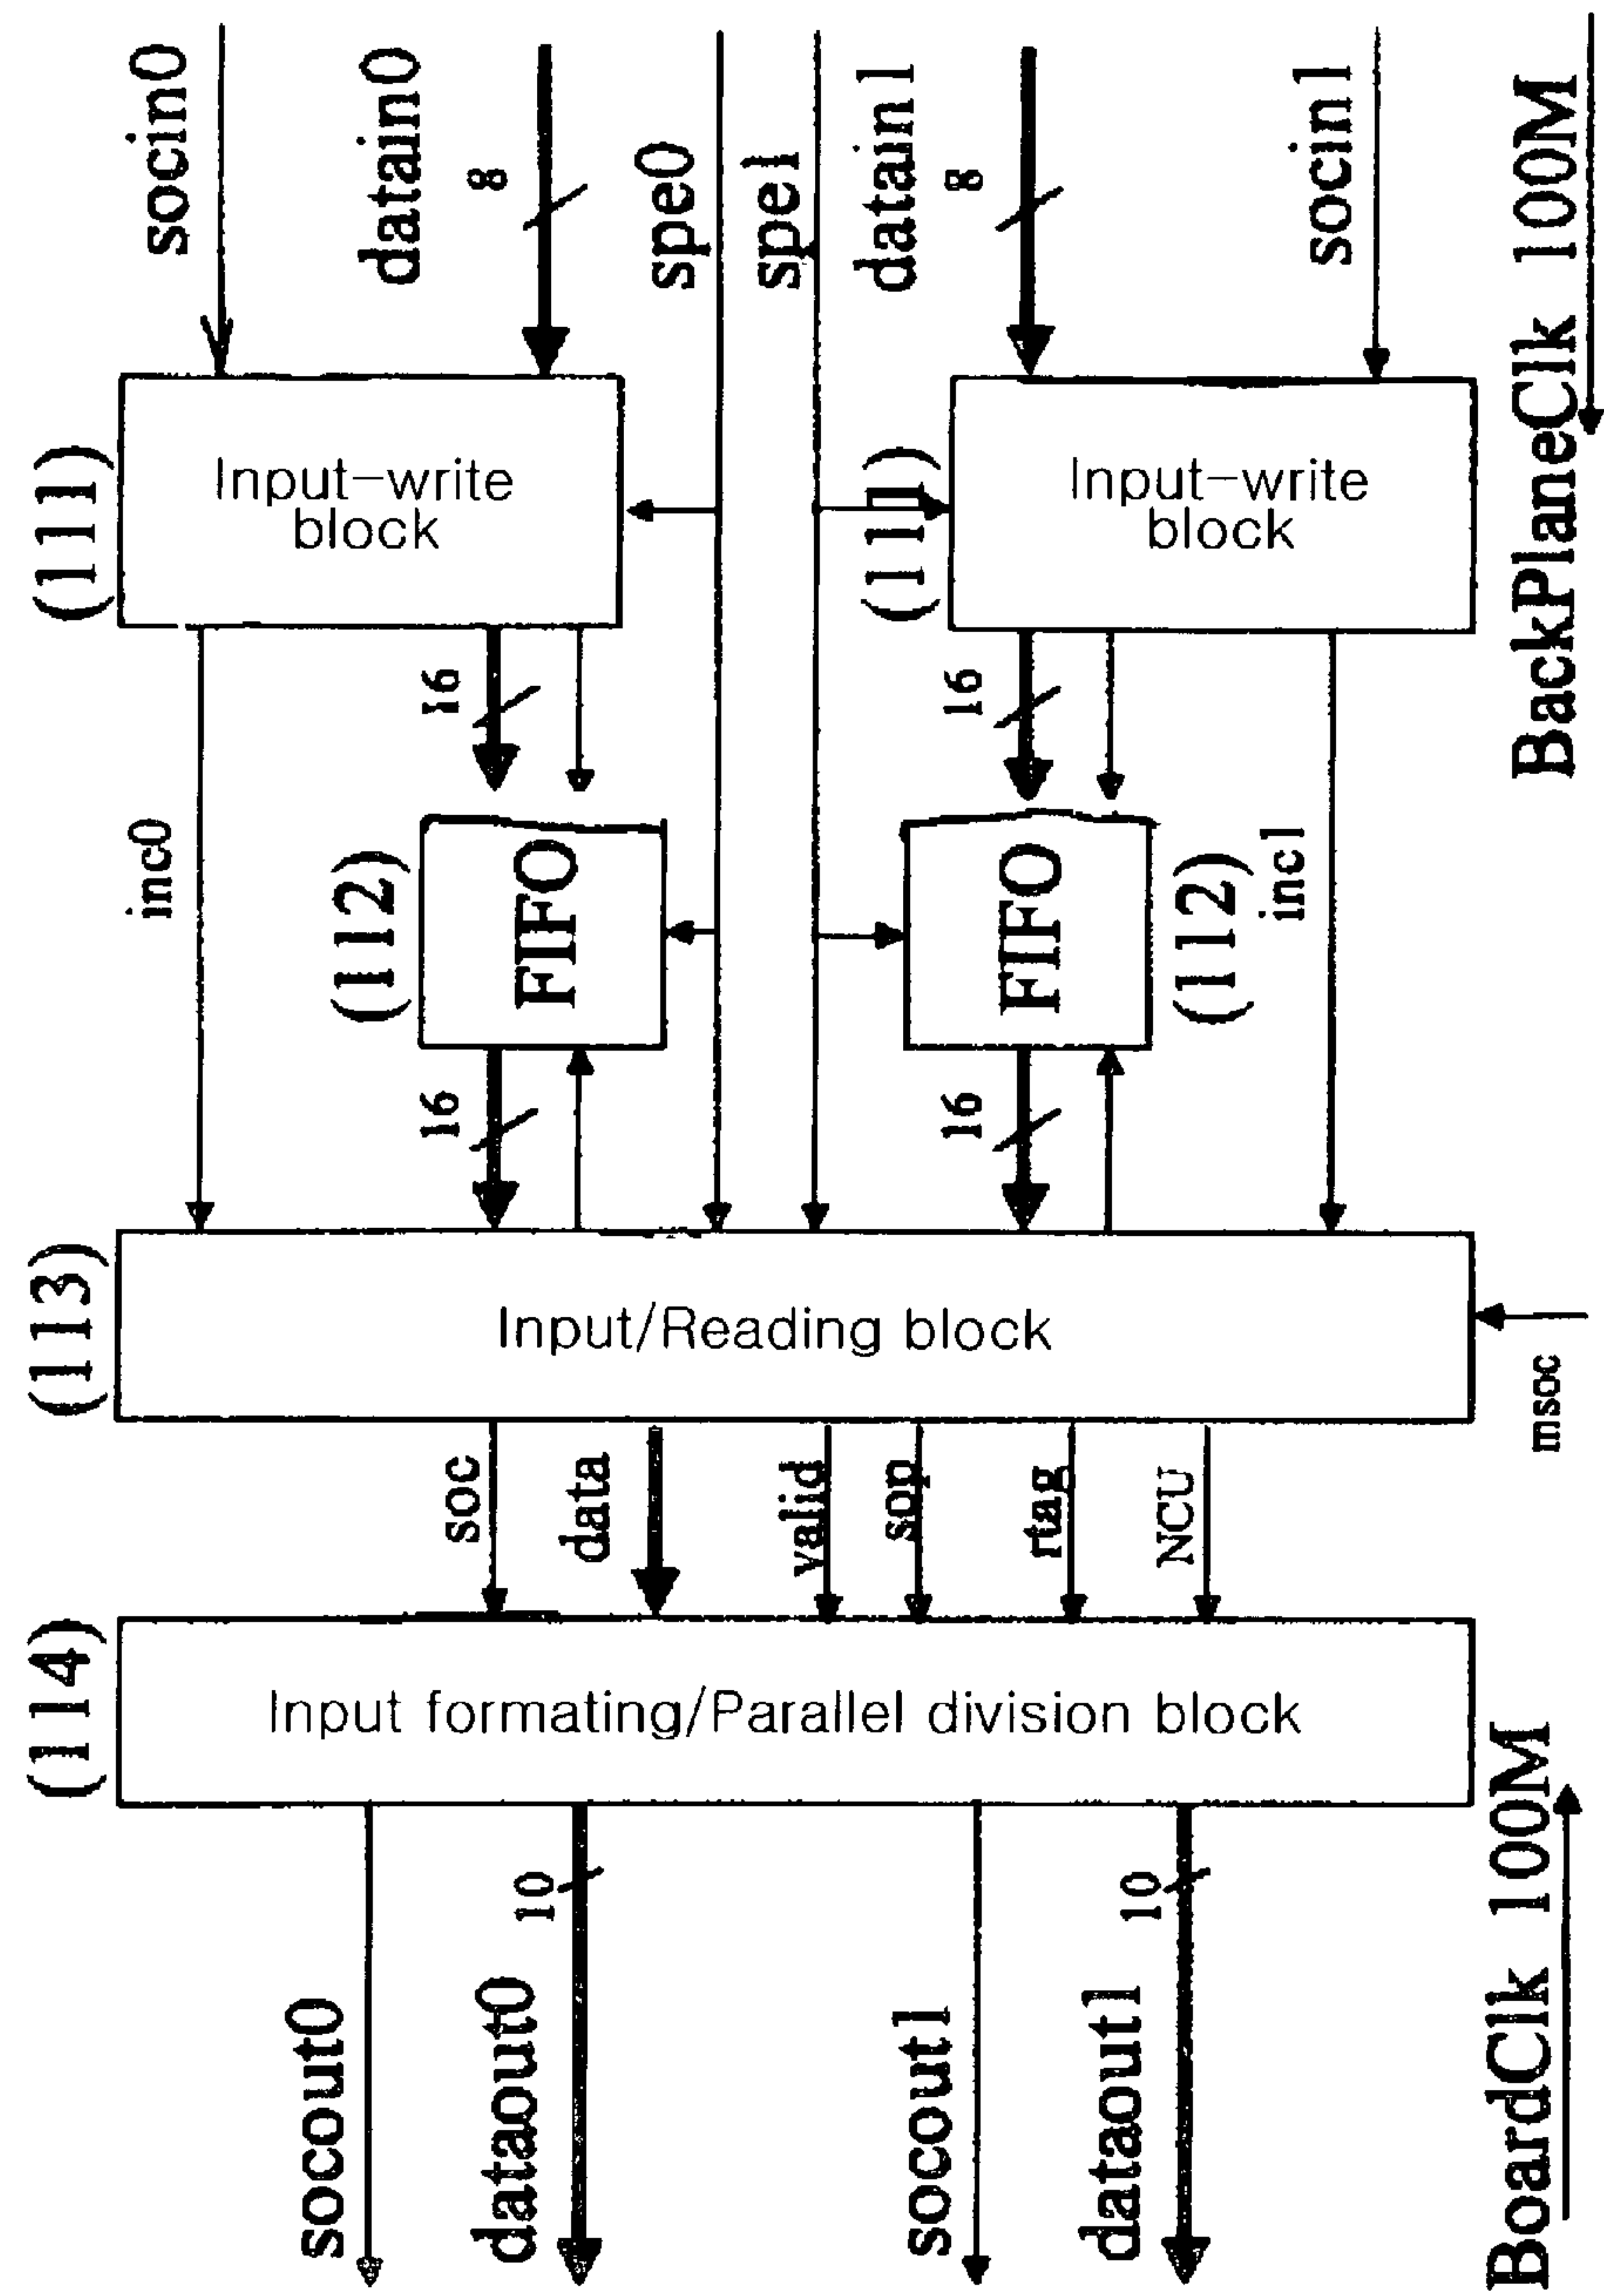 socin0
datain0
8
spe0
spe1
datain1
8
socin1
BackPlaneClk 100M
(111)
Input-write
block
(111)
Input-write
block
16
16
inc0
(112)
FIFO
FIFO
(112)
inc1
16
16
(113)
Input/Reading block
msoc
soc
data
valid
sop
rtag
NCU
(114)
Input formating/Parallel division block
socout0
dataout0
10
socout1
dataout1
10
BoardClk 100M